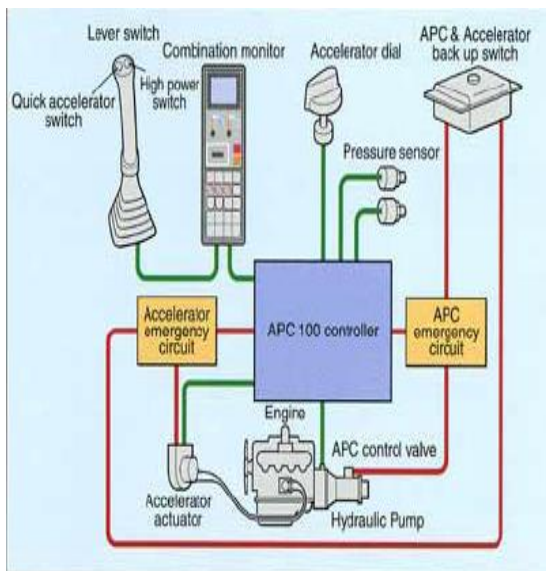 Lever switch
Combination monitor
Accelerator dial
APC & Accelerator
back up switch
Quick accelerator
switch
High power
switch
Pressure sensor
Accelerator
emergency
circuit
APC 100 controller
APC
emergency
circuit
Engine
APC control valve
Accelerator
actuator
Hydraulic Pump